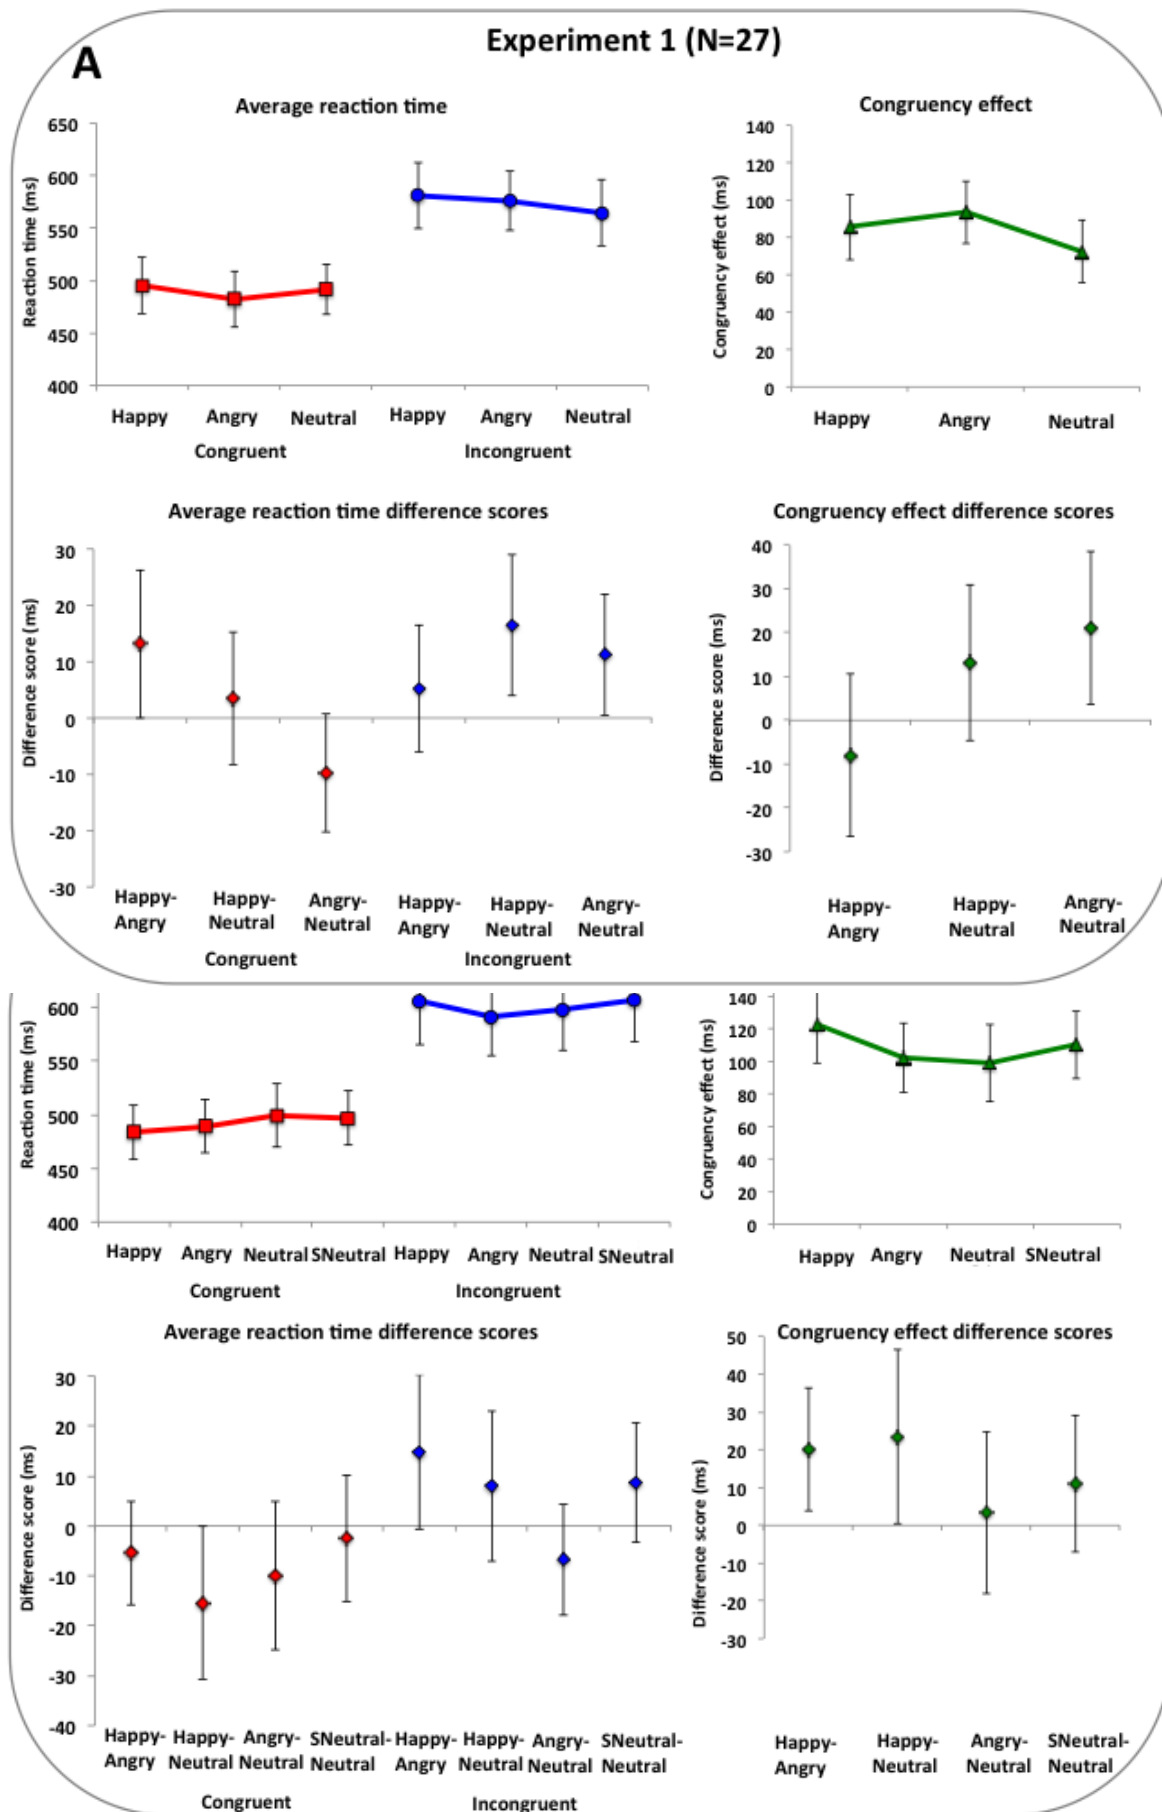 Experiment 1 (N=27)
A
Average reaction time
Reaction time (ms)
650
600
550
500
450
400
Happy Angry Neutral Happy Angry Neutral
Congruent Incongruent
Congruency effect
Congruency effect (ms)
140
120
100
80
60
40
20
0
Happy Angry Neutral
Average reaction time difference scores
Difference score (ms)
30
20
10
0
-10
-20
-30
Happy- Happy- Angry- Happy- Happy- Angry-
Angry Neutral Neutral Angry Neutral Neutral
Congruent Incongruent
Congruency effect difference scores
Difference score (ms)
40
30
20
10
0
-10
-20
-30
Happy- Happy- Angry-
Angry Neutral Neutral
Reaction time (ms)
600
550
500
450
400
Happy Angry Neutral SNeutral Happy Angry Neutral SNeutral
Congruent Incongruent
Congruency effect (ms)
140
120
100
80
60
40
20
0
Happy Angry Neutral SNeutral
Average reaction time difference scores
Difference score (ms)
30
20
10
0
-10
-20
-30
-40
Happy- Happy- Angry- SNeutral- Happy- Happy- Angry- SNeutral-
Angry Neutral Neutral Neutral Angry Neutral Neutral Neutral
Congruent Incongruent
Congruency effect difference scores
Difference score (ms)
50
40
30
20
10
0
-10
-20
-30
Happy- Happy- Angry- SNeutral-
Angry Neutral Neutral Neutral